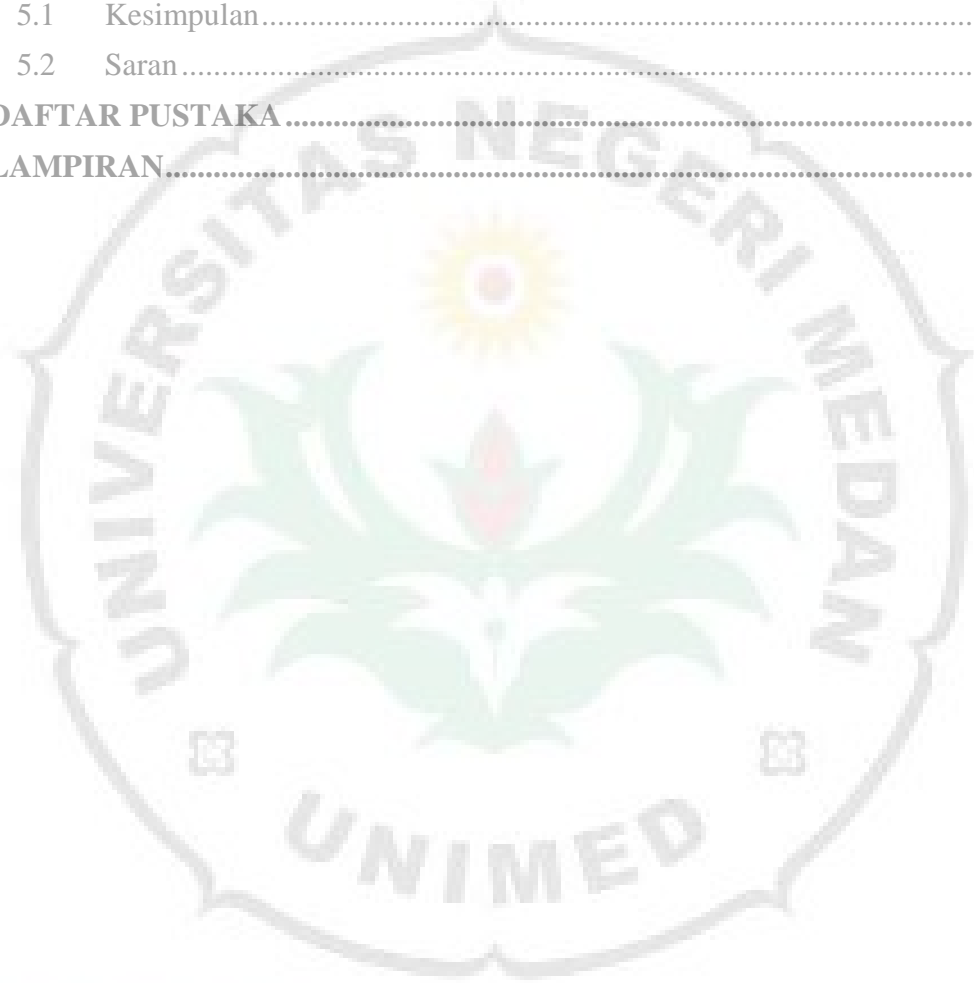 5.1 Kesimpulan........................................................................................
5.2 Saran..................................................................................................
DAFTAR PUSTAKA.........................................................................
LAMPIRAN.......................................................................................
UNIVERSITAS NEGERI MEDAN
UNIMED